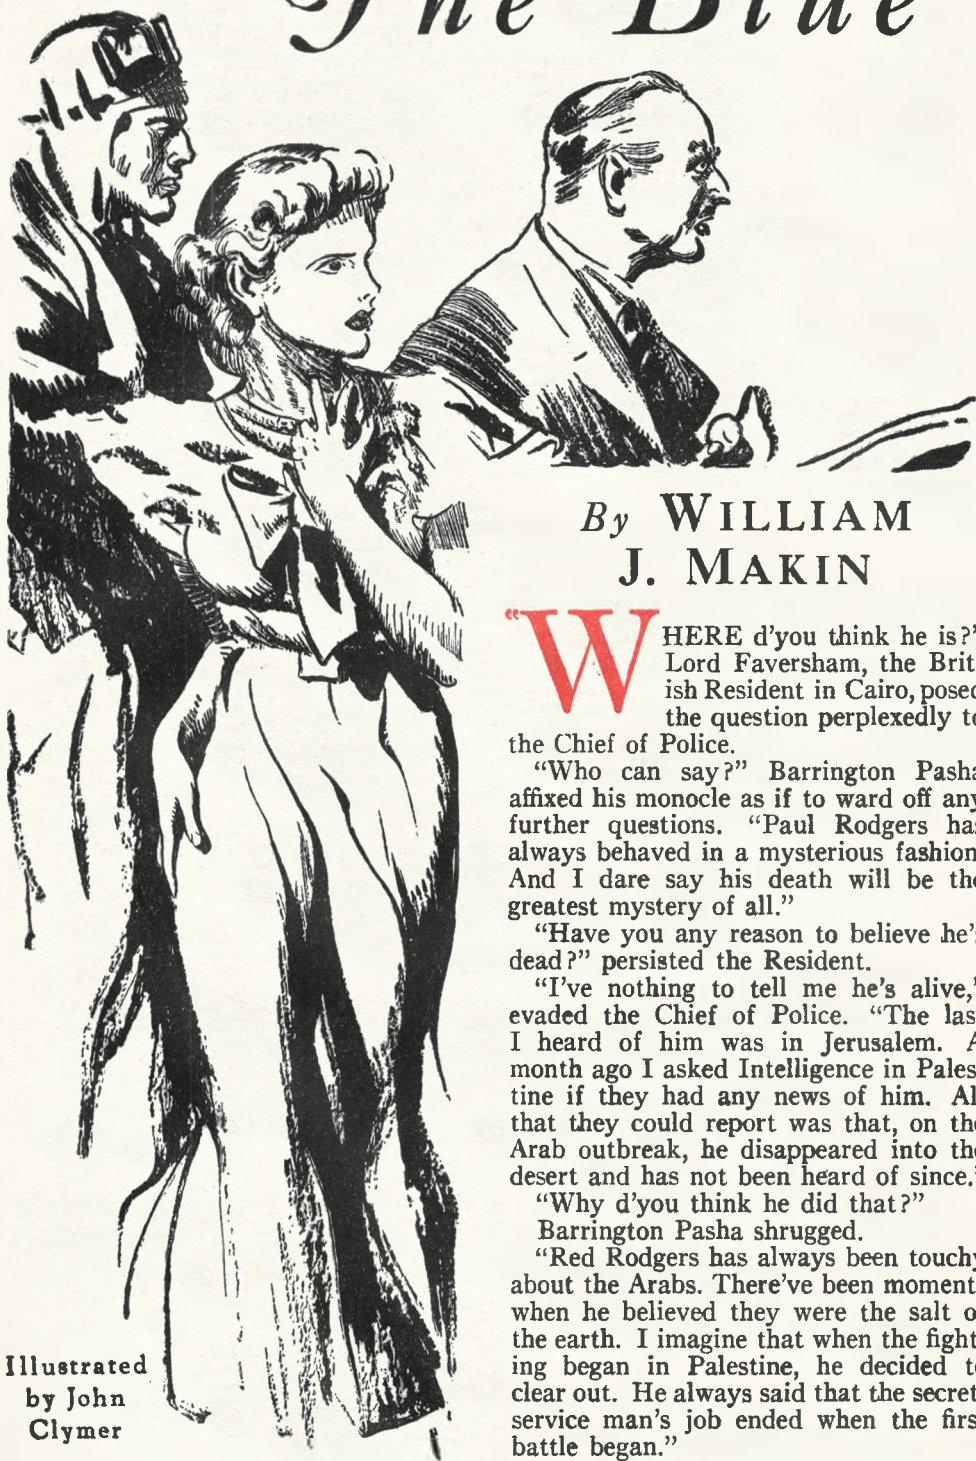 The Blue
By WILLIAM
J. MAKIN
“WHERE d’you think he is?”
Lord Faversham, the Brit-
ish Resident in Cairo, posed
the question perplexedly to
the Chief of Police.
“Who can say?” Barrington Pasha
affixed his monocle as if to ward off any
further questions. “Paul Rodgers has
always behaved in a mysterious fashion.
And I dare say his death will be the
greatest mystery of all.”
“Have you any reason to believe he’s
dead?” persisted the Resident.
“I’ve nothing to tell me he’s alive,”
evaded the Chief of Police. “The last
I heard of him was in Jerusalem. A
month ago I asked Intelligence in Pales-
tine if they had any news of him. All
that they could report was that, on the
Arab outbreak, he disappeared into the
desert and has not been heard of since.”
“Why d’you think he did that?”
Barrington Pasha shrugged.
“Red Rodgers has always been touchy
about the Arabs. There’ve been moments
when he believed they were the salt of
the earth. I imagine that when the fight-
ing began in Palestine, he decided to
clear out. He always said that the secret-
service man’s job ended when the first
battle began.”
Illustrated
by John
Clymer